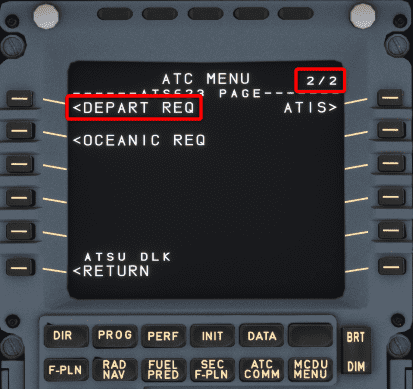 ATC MENU 2/2
------ATS623 PAGE------
<DEPART REQ ATIS>
<OCEANIC REQ
ATSU DLK
<RETURN
DIR PROG PERF INIT DATA BRT
F-PLN RAD NAV FUEL PRED SEC F-PLN ATC COMM MCDU MENU DIM